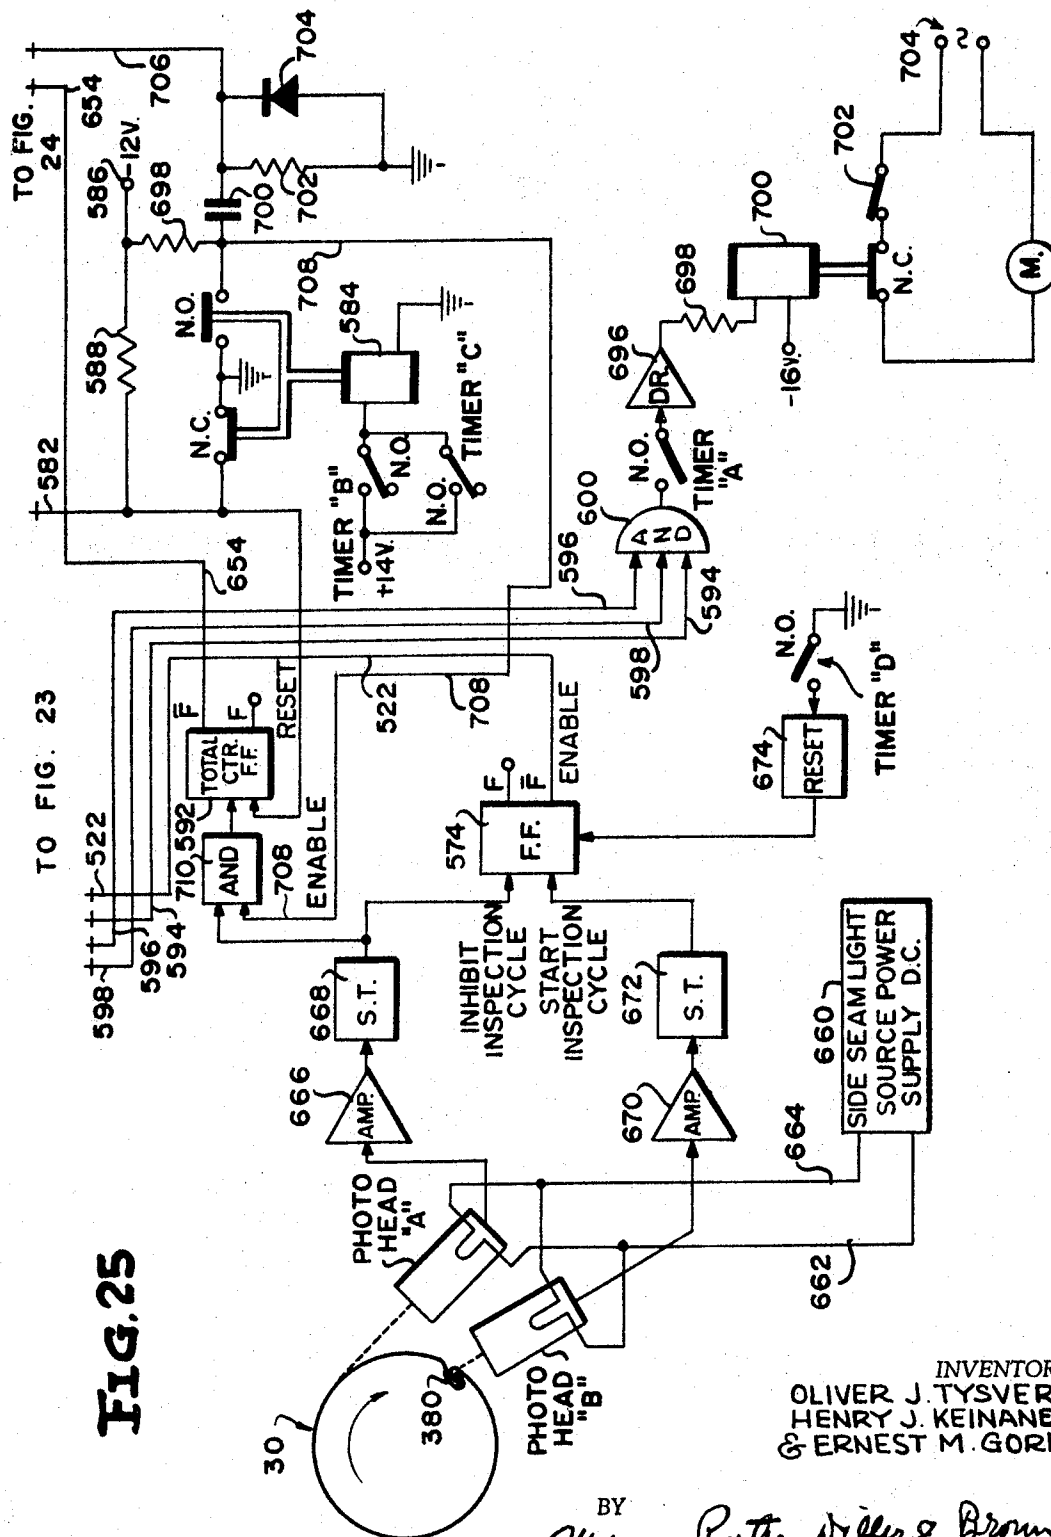 FIG. 25
TO FIG. 23
TO FIG.
24
598
596
594
522
710
592
TOTAL
CTR.
F.F.
F̅
F
RESET
AND
708
ENABLE
654
582
588
586
-12V.
698
654
706
704
702
700
N.C.
N.O.
708
584
TIMER "B"
+14V.
N.O.
N.O.
TIMER "C"
596
598
594
522
708
600
AND
N.O.
TIMER
"A"
DR.
696
698
700
-16V.
N.C.
702
704
M.
666
AMP.
668
S.T.
INHIBIT
INSPECTION
CYCLE
START
INSPECTION
CYCLE
574
F.F.
F
F̅
ENABLE
670
AMP.
672
S.T.
674
RESET
N.O.
TIMER "D"
30
380
PHOTO
HEAD
"A"
PHOTO
HEAD
"B"
662
664
660
SIDE SEAM LIGHT
SOURCE POWER
SUPPLY D.C.
INVENTOR
OLIVER J. TYSVER
HENRY J. KEINANE
& ERNEST M. GOR
BY